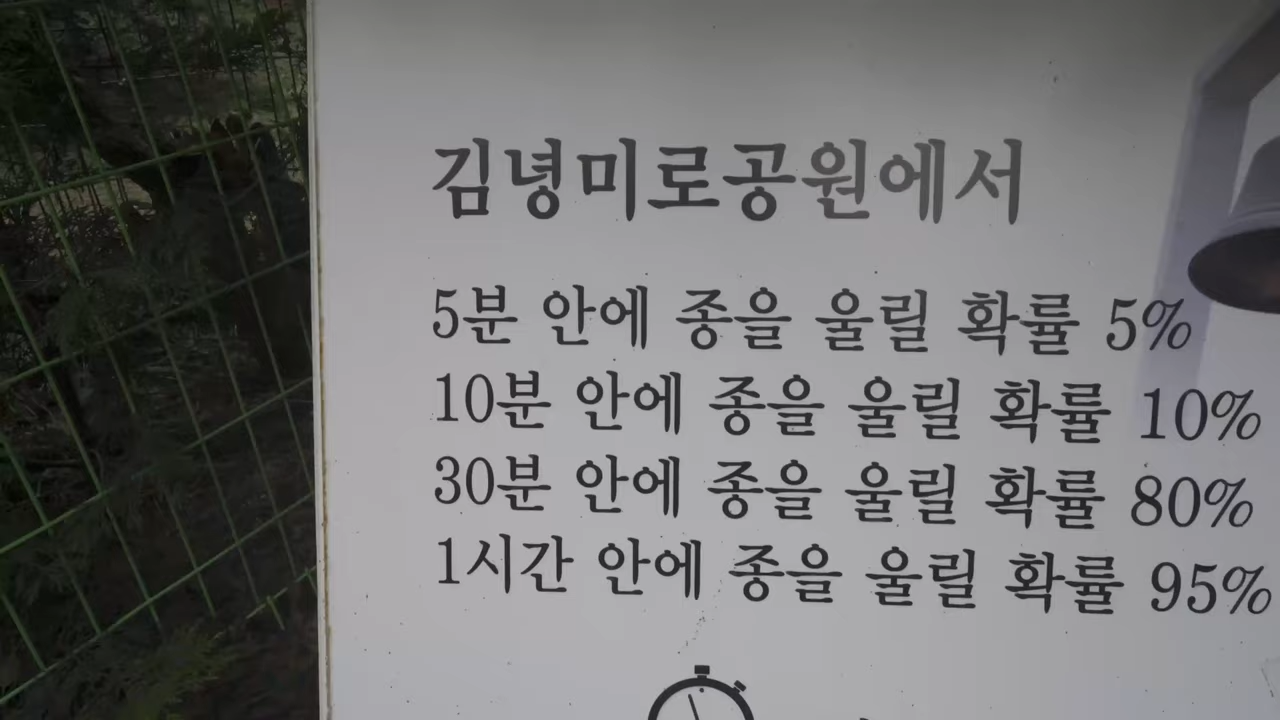 김녕미로공원에서
5분 안에 종을 울릴 확률 5%
10분 안에 종을 울릴 확률 10%
30분 안에 종을 울릴 확률 80%
1시간 안에 종을 울릴 확률 95%